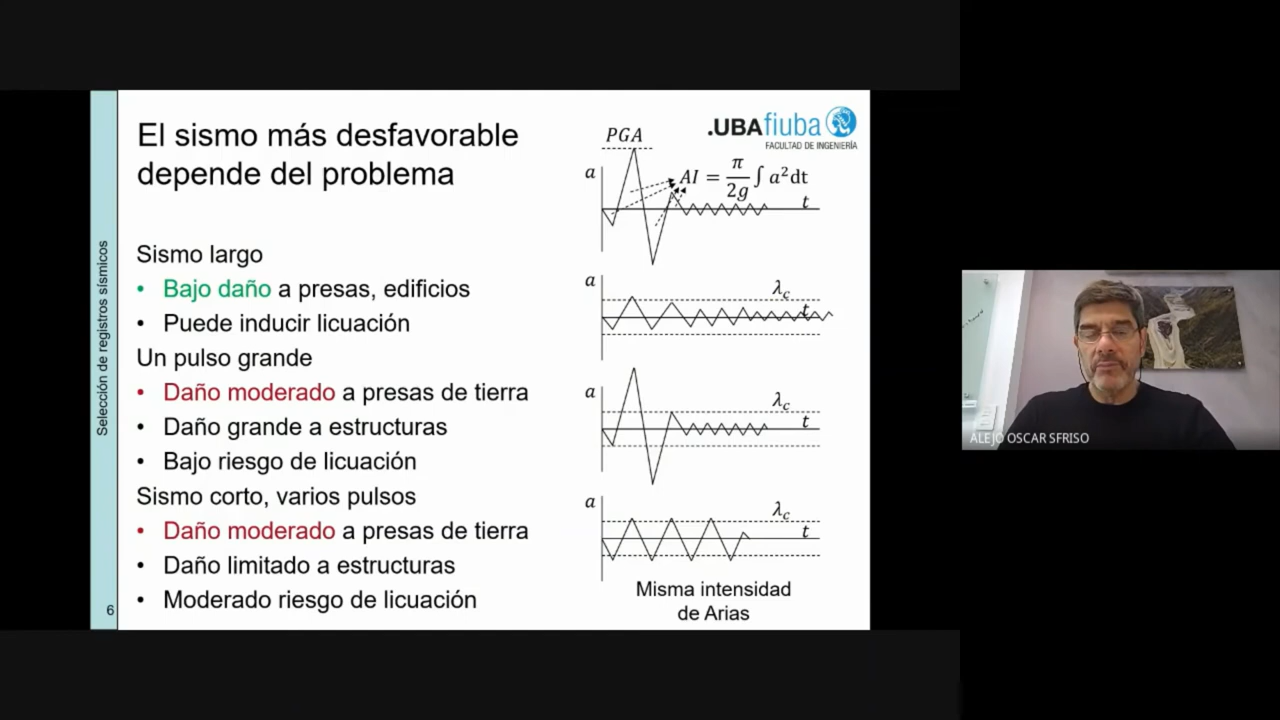 El sismo más desfavorable
depende del problema
.UBAfiuba
FACULTAD DE INGENIERÍA
Selección de registros sísmicos
6
Sismo largo
• Bajo daño a presas, edificios
• Puede inducir licuación
Un pulso grande
• Daño moderado a presas de tierra
• Daño grande a estructuras
• Bajo riesgo de licuación
Sismo corto, varios pulsos
• Daño moderado a presas de tierra
• Daño limitado a estructuras
• Moderado riesgo de licuación
PGA
a
AI = π/2g ∫ a²dt
t
a
λc
t
a
λc
t
a
λc
t
Misma intensidad
de Arias
ALEJO OSCAR SFRISO